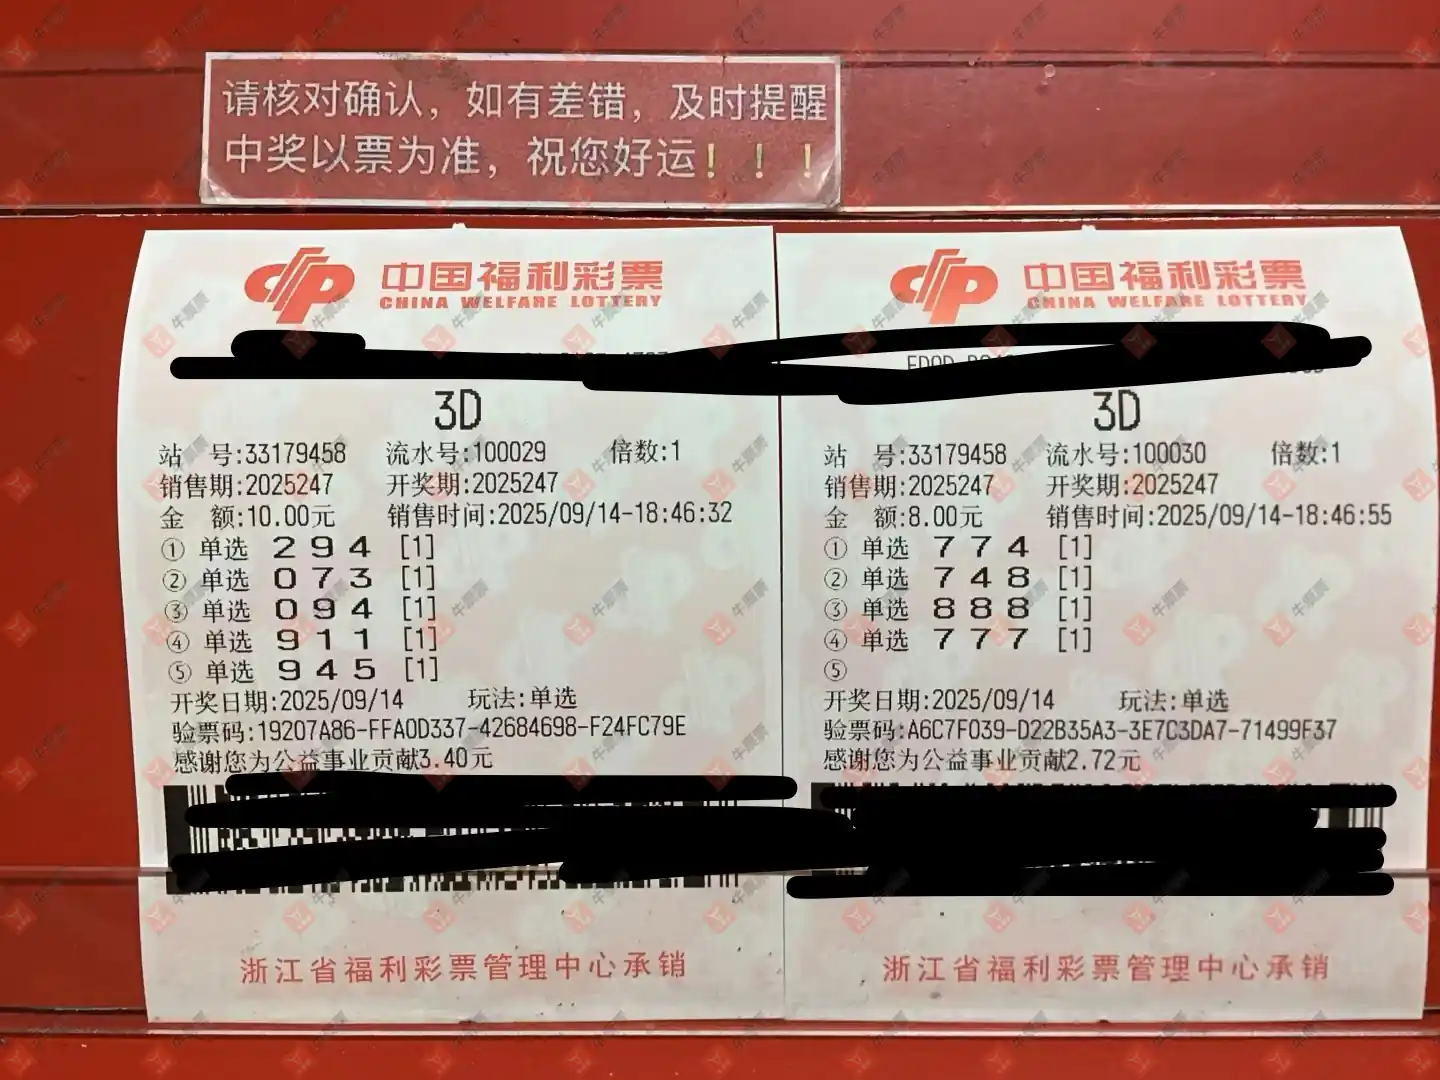 请核对确认，如有差错，及时提醒
中奖以票为准，祝您好运！！！
中国福利彩票
CHINA WELFARE LOTTERY
3D
站 号:33179458 流水号:100029 倍数:1
销售期:2025247 开奖期:2025247
金 额:10.00元 销售时间:2025/09/14-18:46:32
① 单选 2 9 4 [1]
② 单选 0 7 3 [1]
③ 单选 0 9 4 [1]
④ 单选 9 1 1 [1]
⑤ 单选 9 4 5 [1]
开奖日期:2025/09/14 玩法:单选
验票码:19207A86-FFA0D337-42684698-F24FC79E
感谢您为公益事业贡献3.40元
浙江省福利彩票管理中心承销
中国福利彩票
CHINA WELFARE LOTTERY
3D
站 号:33179458 流水号:100030 倍数:1
销售期:2025247 开奖期:2025247
金 额:8.00元 销售时间:2025/09/14-18:46:55
① 单选 7 7 4 [1]
② 单选 7 4 8 [1]
③ 单选 8 8 8 [1]
④ 单选 7 7 7 [1]
⑤
开奖日期:2025/09/14 玩法:单选
验票码:A6C7F039-D22B35A3-3E7C3DA7-71499F37
感谢您为公益事业贡献2.72元
浙江省福利彩票管理中心承销